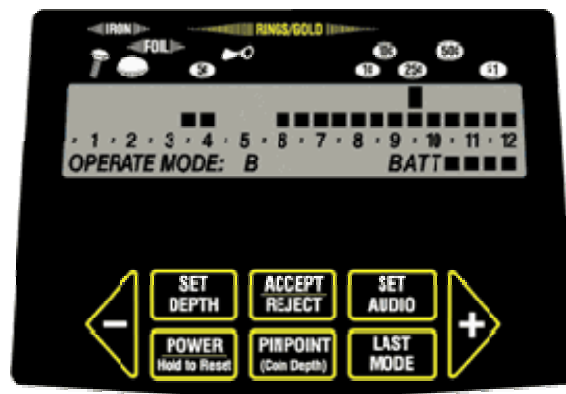 IRON RINGS/GOLD
FOIL 10¢ 50¢
5¢ 1¢ 25¢ $1
· 1 · 2 · 3 · 4 · 5 · 6 · 7 · 8 · 9 · 10 · 11 · 12
OPERATE MODE: B BATT
SET DEPTH
ACCEPT REJECT
SET AUDIO
- +
POWER Hold to Reset
PINPOINT (Coin Depth)
LAST MODE